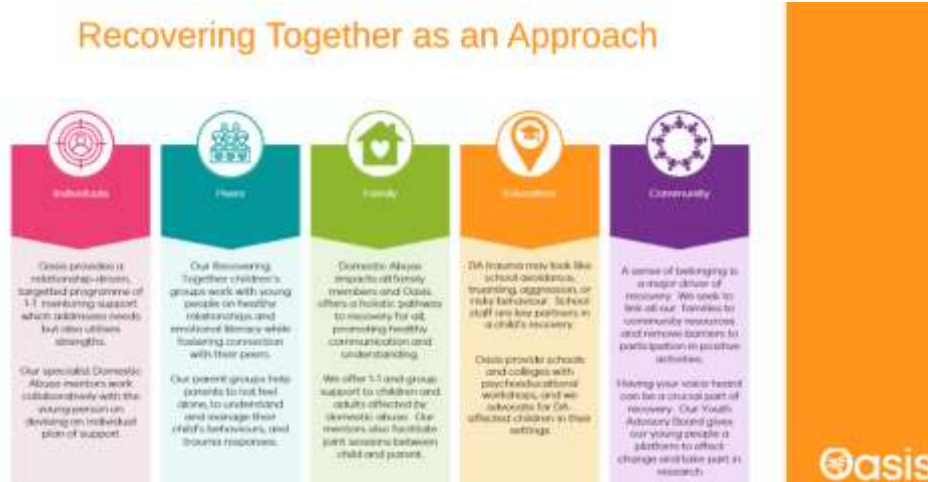 Recovering Together as an Approach
Individuals
Oasis provides a
relationship-driven,
targetted programme of
1-1 mentoring support
which addresses needs
but also utilises
strengths.
Our specialist Domestic
Abuse mentors work
collaboratively with the
young person on
devising an individual
plan of support
Peers
Our Recovering
Together children's
groups work with young
people on healthy
relationships and
emotional literacy while
fostering connection
with their peers.
Our parent groups help
parents to not feel
alone, to understand
and manage their
child's behaviours, and
trauma responses.
Family
Domestic Abuse
impacts all family
members and Oasis
offers a holistic pathway
to recovery for all,
promoting healthy
communication and
understanding.
We offer 1-1 and group
support to children and
adults affected by
domestic abuse. Our
mentors also facilitate
joint sessions between
child and parent.
Education
DA trauma may look like
school avoidance,
truanting, aggression, or
risky behaviour. School
staff are key partners in
a child's recovery.
Oasis provide schools
and colleges with
psychoeducational
workshops, and we
advocate for DA-
affected children in their
settings
Community
A sense of belonging is
a major driver of
recovery. We seek to
link all our families to
community resources
and remove barriers to
participation in positive
activities.
Having your voice heard
can be a crucial part of
recovery. Our Youth
Advisory Board gives
our young people a
platform to affect
change and take part in
research
Oasis